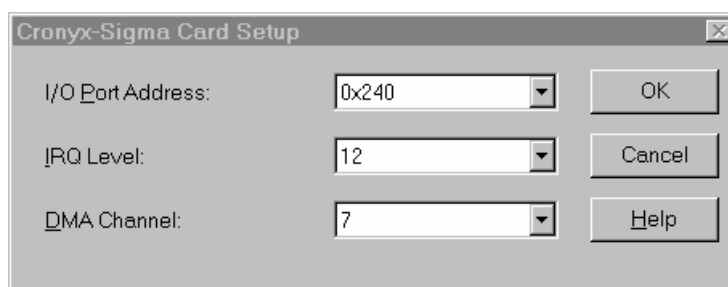 Cronyx-Sigma Card Setup
I/O Port Address: 0x240 OK
IRQ Level: 12 Cancel
DMA Channel: 7 Help